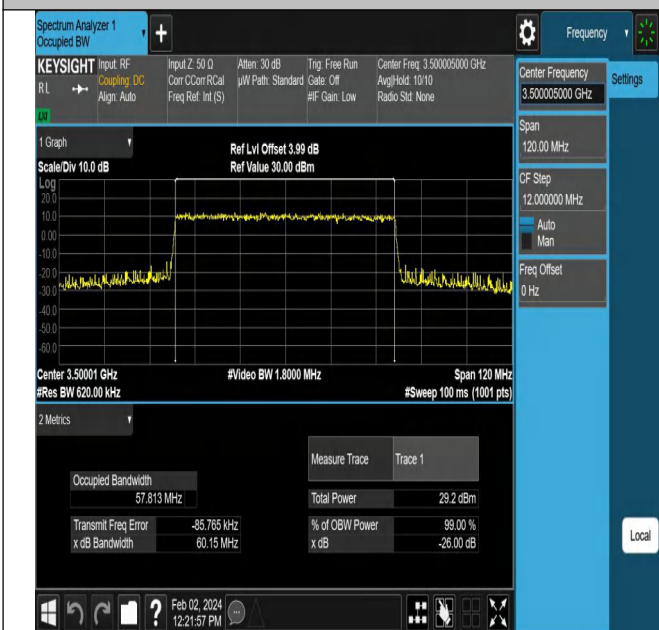 Spectrum Analyzer 1
Occupied BW
Frequency
KEYSIGHT
RL
LXI
Input: RF
Coupling: DC
Align: Auto
Input Z: 50 Ω
Corr CCorr RCal
Freq Ref: Int (S)
Atten: 30 dB
µW Path: Standard
Trig: Free Run
Gate: Off
#IF Gain: Low
Center Freq: 3.500005000 GHz
Avg|Hold: 10/10
Radio Std: None
Center Frequency
3.500005000 GHz
Settings
Span
120.00 MHz
CF Step
12.000000 MHz
Auto
Man
Freq Offset
0 Hz
1 Graph
Scale/Div 10.0 dB
Ref Lvl Offset 3.99 dB
Ref Value 30.00 dBm
Log
20.0
10.0
0.00
-10.0
-20.0
-30.0
-40.0
-50.0
-60.0
Center 3.50001 GHz
#Video BW 1.8000 MHz
Span 120 MHz
#Res BW 620.00 kHz
#Sweep 100 ms (1001 pts)
2 Metrics
Measure Trace
Trace 1
Occupied Bandwidth
57.813 MHz
Total Power
29.2 dBm
Transmit Freq Error
-85.765 kHz
% of OBW Power
99.00 %
x dB Bandwidth
60.15 MHz
x dB
-26.00 dB
Local
?
Feb 02, 2024
12:21:57 PM